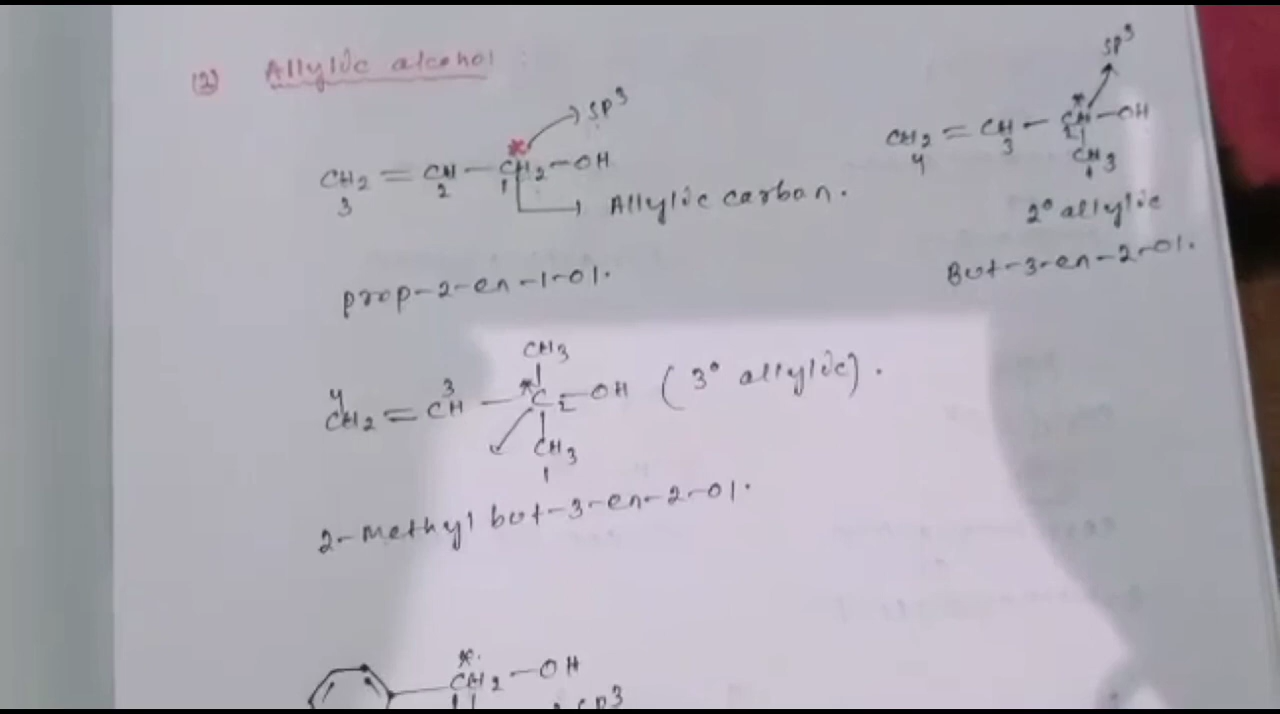 (2) Allylic alcohol :
CH2 = CH - CH2 - OH
3 2 1
* → SP3
→ Allylic carbon.
prop-2-en-1-ol.
SP3
*
CH2 = CH - CH - OH
4 3 2
CH3
1
2° allylic
But-3-en-2-ol.
CH3
4 3 *
CH2 = CH - C - OH (3° allylic).
2
CH3
1
2-Methyl but-3-en-2-ol.
*
CH2 - OH
SP3